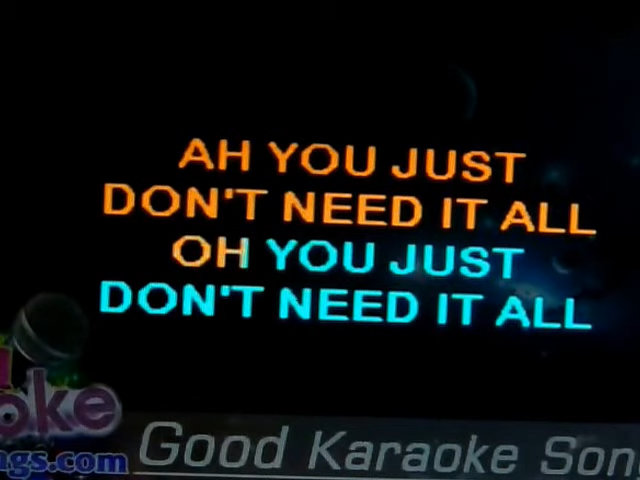 AH YOU JUST
DON'T NEED IT ALL
OH YOU JUST
DON'T NEED IT ALL
oke
ngs.com
Good Karaoke Son